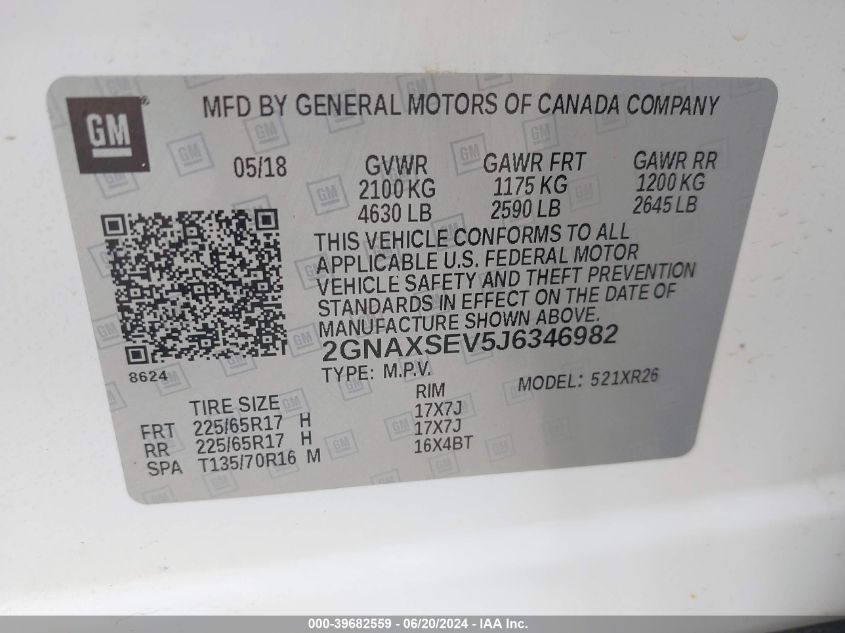 GM
MFD BY GENERAL MOTORS OF CANADA COMPANY
05/18 GVWR GAWR FRT GAWR RR
2100 KG 1175 KG 1200 KG
4630 LB 2590 LB 2645 LB
THIS VEHICLE CONFORMS TO ALL
APPLICABLE U.S. FEDERAL MOTOR
VEHICLE SAFETY AND THEFT PREVENTION
STANDARDS IN EFFECT ON THE DATE OF
MANUFACTURE SHOWN ABOVE.
2GNAXSEV5J6346982
8624
TYPE: M.P.V. MODEL: 521XR26
TIRE SIZE RIM
FRT 225/65R17 H 17X7J
RR 225/65R17 H 17X7J
SPA T135/70R16 M 16X4BT
000-39682559 - 06/20/2024 - IAAI.com